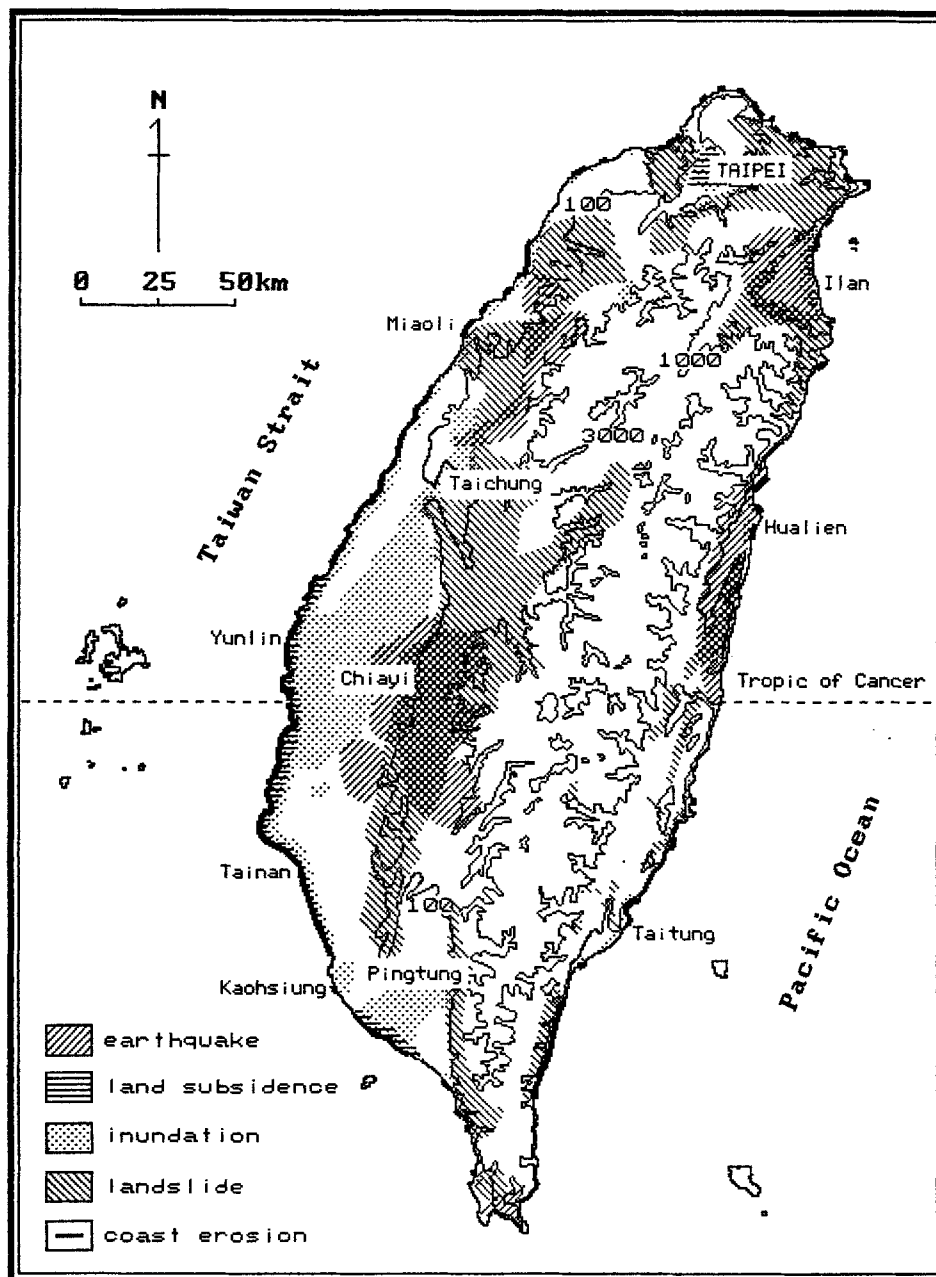 N
0 25 50km
TAIPEI
100
Ilan
Miaoli
1000
Taiwan Strait
3000
Taichung
Hualien
Yunlin
Chiayi
Tropic of Cancer
Tainan
100
Taitung
Pacific Ocean
Pingtung
Kaohsiung
earthquake
land subsidence
inundation
landslide
coast erosion